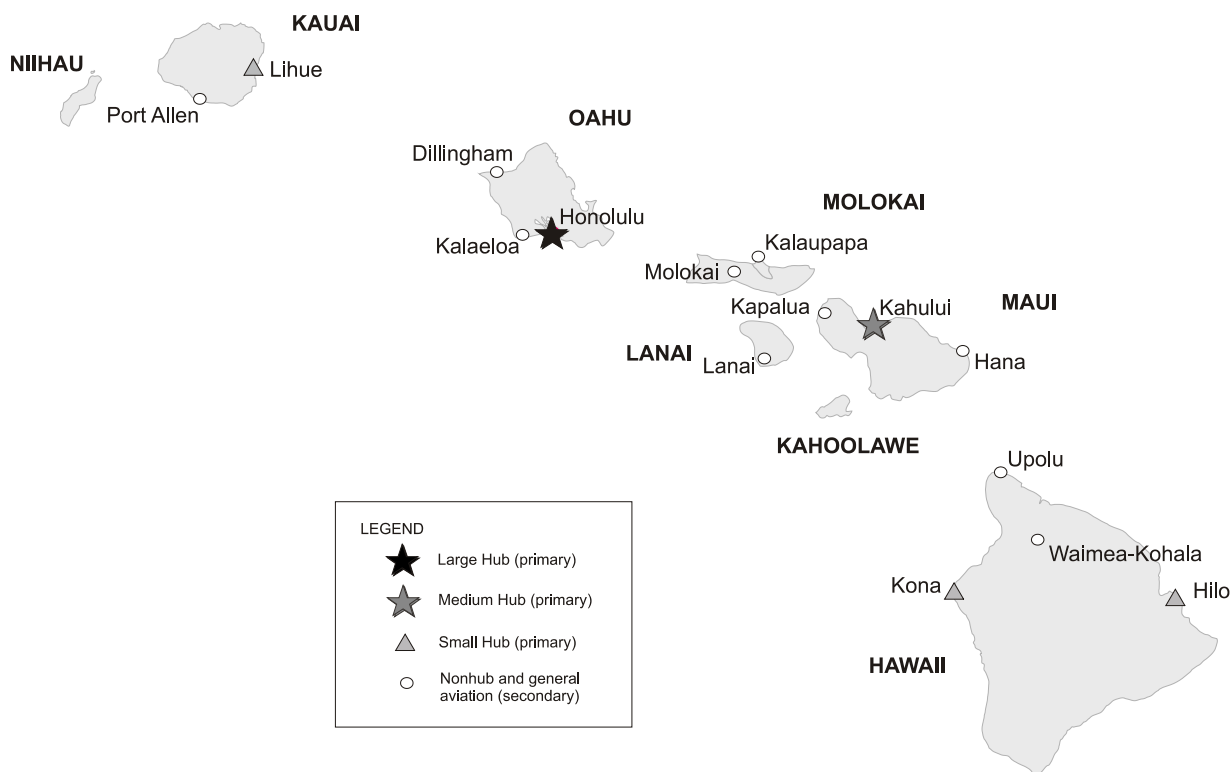 KAUAI
NIIHAU
Lihue
Port Allen
OAHU
Dillingham
Honolulu
Kalaeloa
MOLOKAI
Kalaupapa
Molokai
Kapalua
Kahului
MAUI
LANAI
Lanai
Hana
KAHOOLAWE
Upolu
Waimea-Kohala
Kona
Hilo
HAWAII
LEGEND
Large Hub (primary)
Medium Hub (primary)
Small Hub (primary)
Nonhub and general
aviation (secondary)